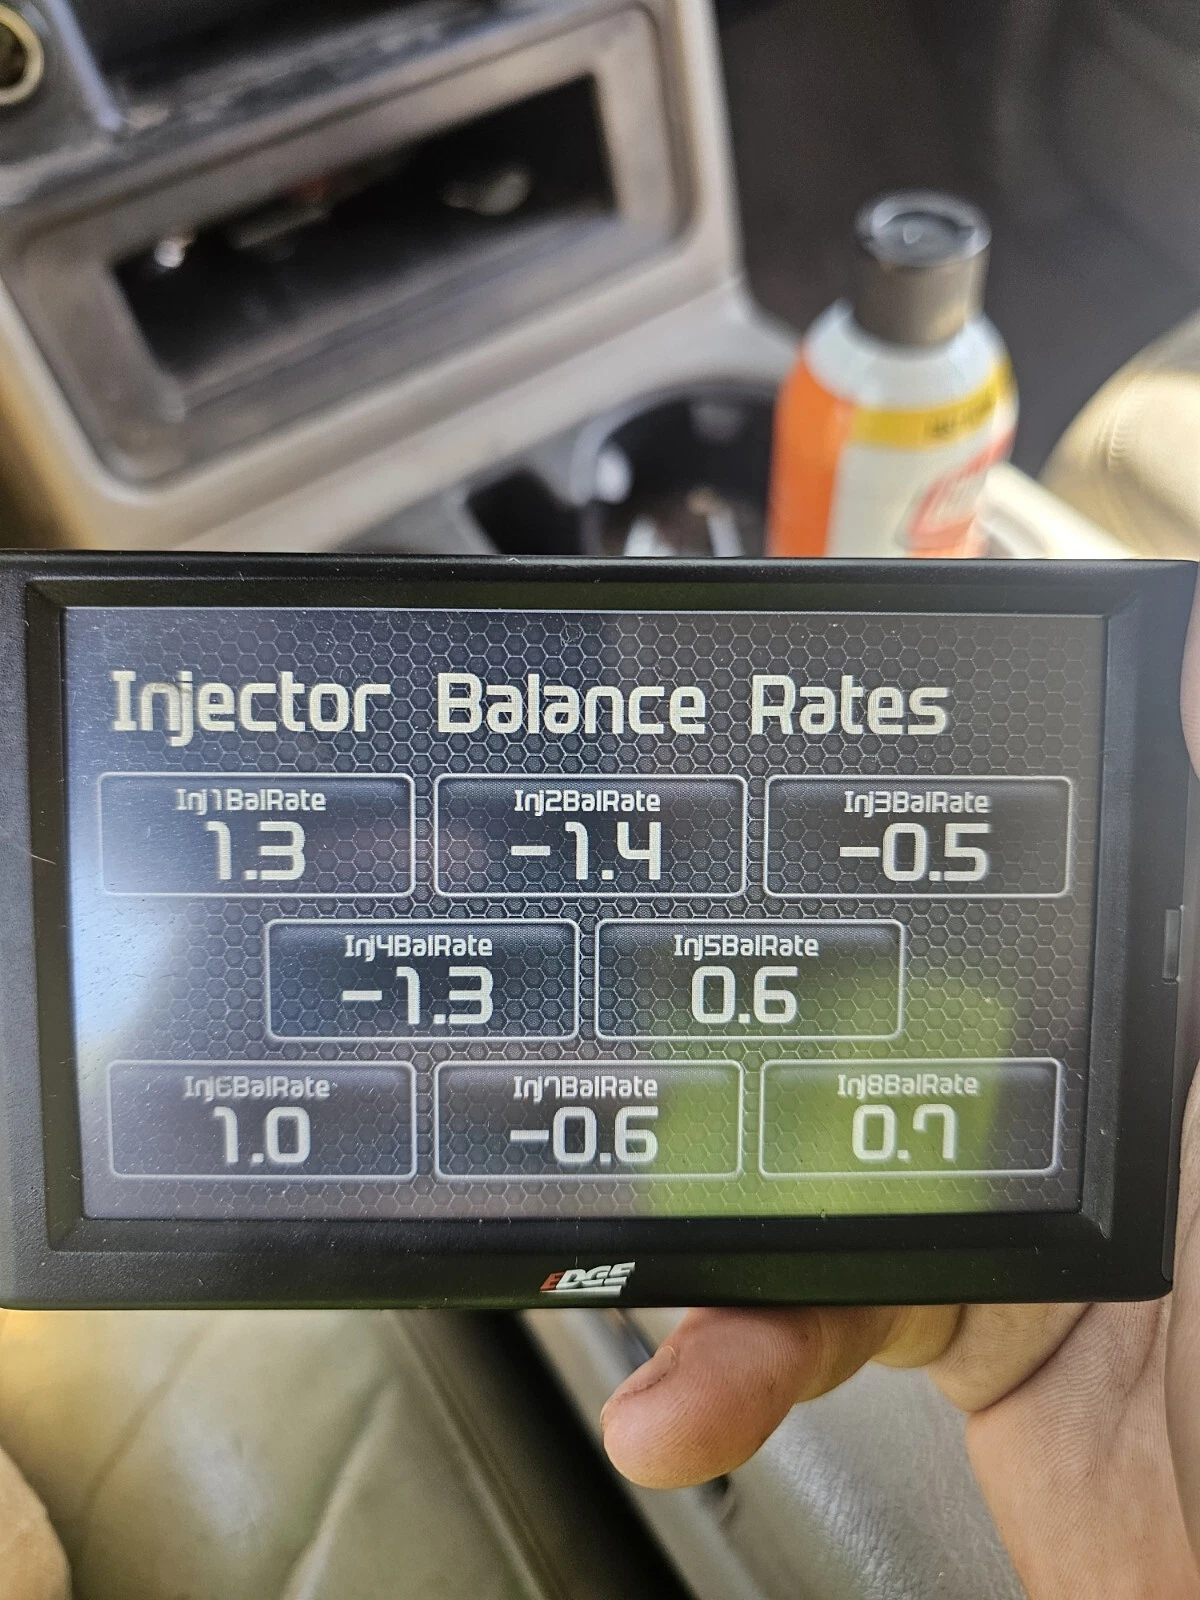 Injector Balance Rates
Inj1BalRate
1.3
Inj2BalRate
-1.4
Inj3BalRate
-0.5
Inj4BalRate
-1.3
Inj5BalRate
0.6
Inj6BalRate
1.0
Inj7BalRate
-0.6
Inj8BalRate
0.7
EDGE